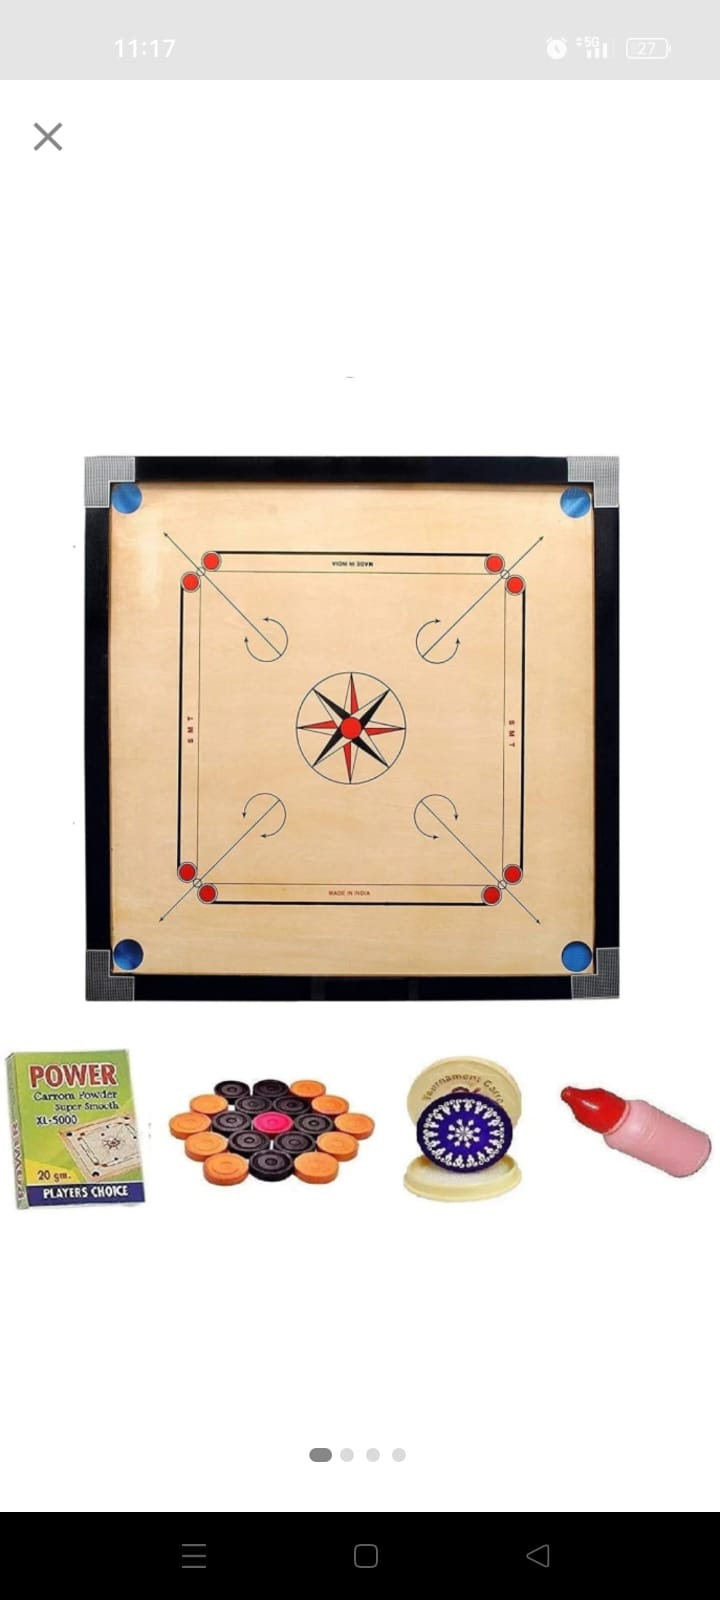 11:17
5G
27
MADE IN INDIA
SMT
SMT
MADE IN INDIA
POWER
Carrom Powder
Super Smooth
XL-5000
20 gm.
PLAYERS CHOICE
Tournament